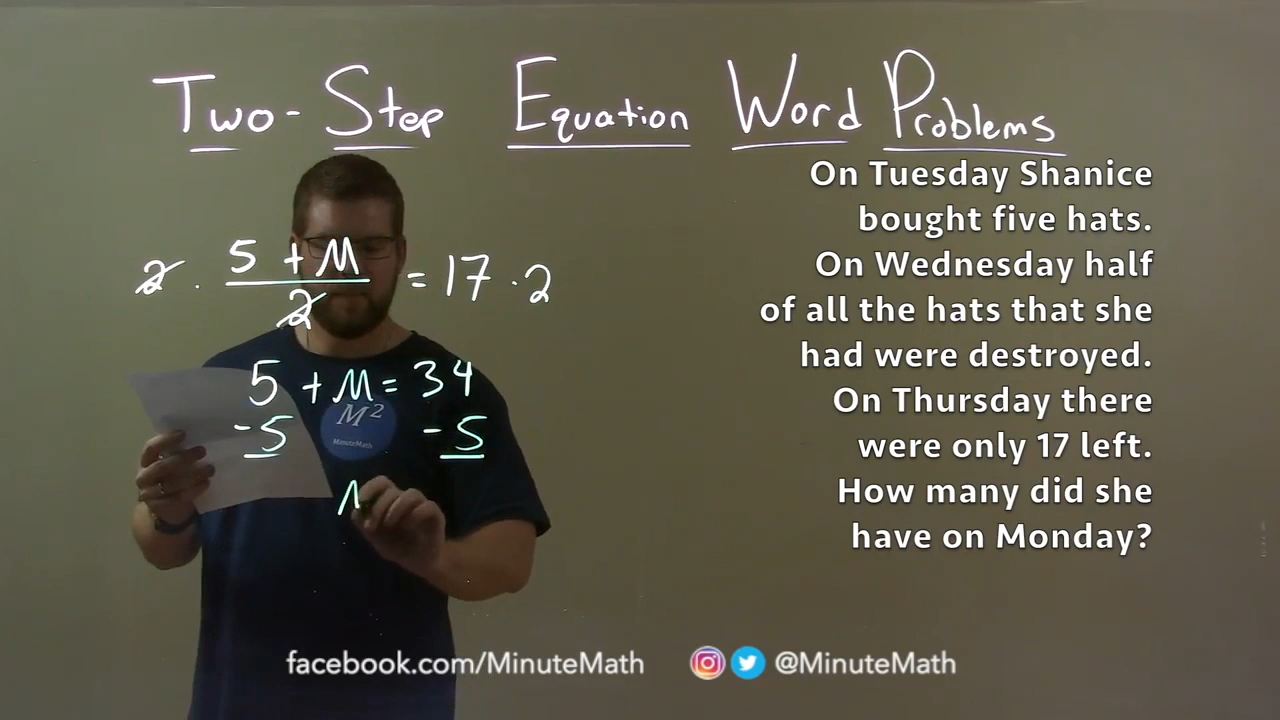 Two-Step Equation Word Problems
On Tuesday Shanice
bought five hats.
On Wednesday half
of all the hats that she
had were destroyed.
On Thursday there
were only 17 left.
How many did she
have on Monday?
2 · (5 + M)/2 = 17 · 2
5 + M = 34
-5 -5
M
M²
MinuteMath
facebook.com/MinuteMath @MinuteMath